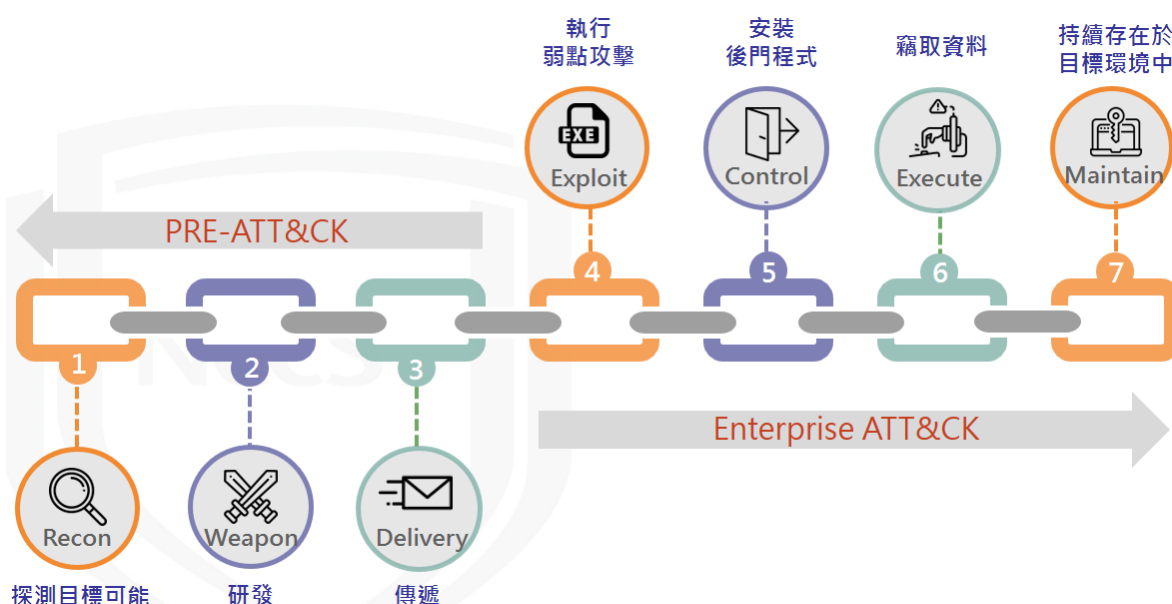 執行
弱點攻擊
安裝
後門程式
竊取資料
持續存在於
目標環境中
EXE
Exploit
Control
Execute
Maintain
PRE-ATT&CK
4
5
6
7
1
2
3
Enterprise ATT&CK
Recon
Weapon
Delivery
探測目標可能
研發
傳遞